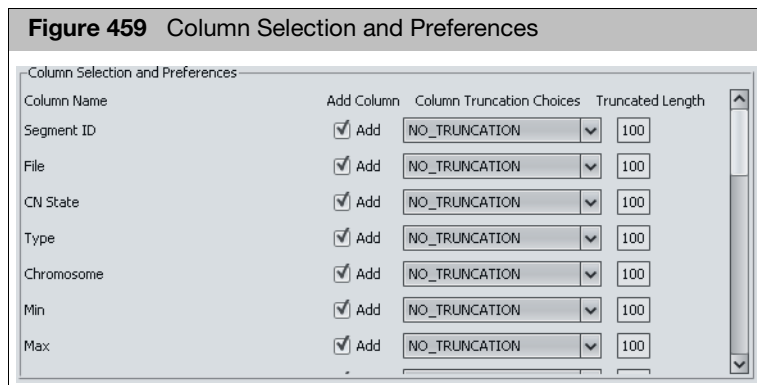 Figure 459 Column Selection and Preferences
Column Selection and Preferences
Column Name Add Column Column Truncation Choices Truncated Length
Segment ID Add NO_TRUNCATION 100
File Add NO_TRUNCATION 100
CN State Add NO_TRUNCATION 100
Type Add NO_TRUNCATION 100
Chromosome Add NO_TRUNCATION 100
Min Add NO_TRUNCATION 100
Max Add NO_TRUNCATION 100